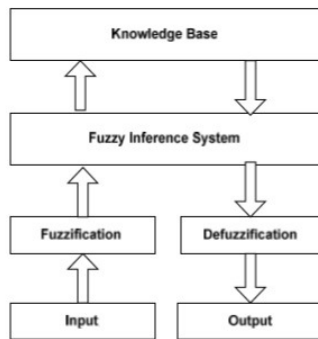 Knowledge Base
Fuzzy Inference System
Fuzzification
Defuzzification
Input
Output